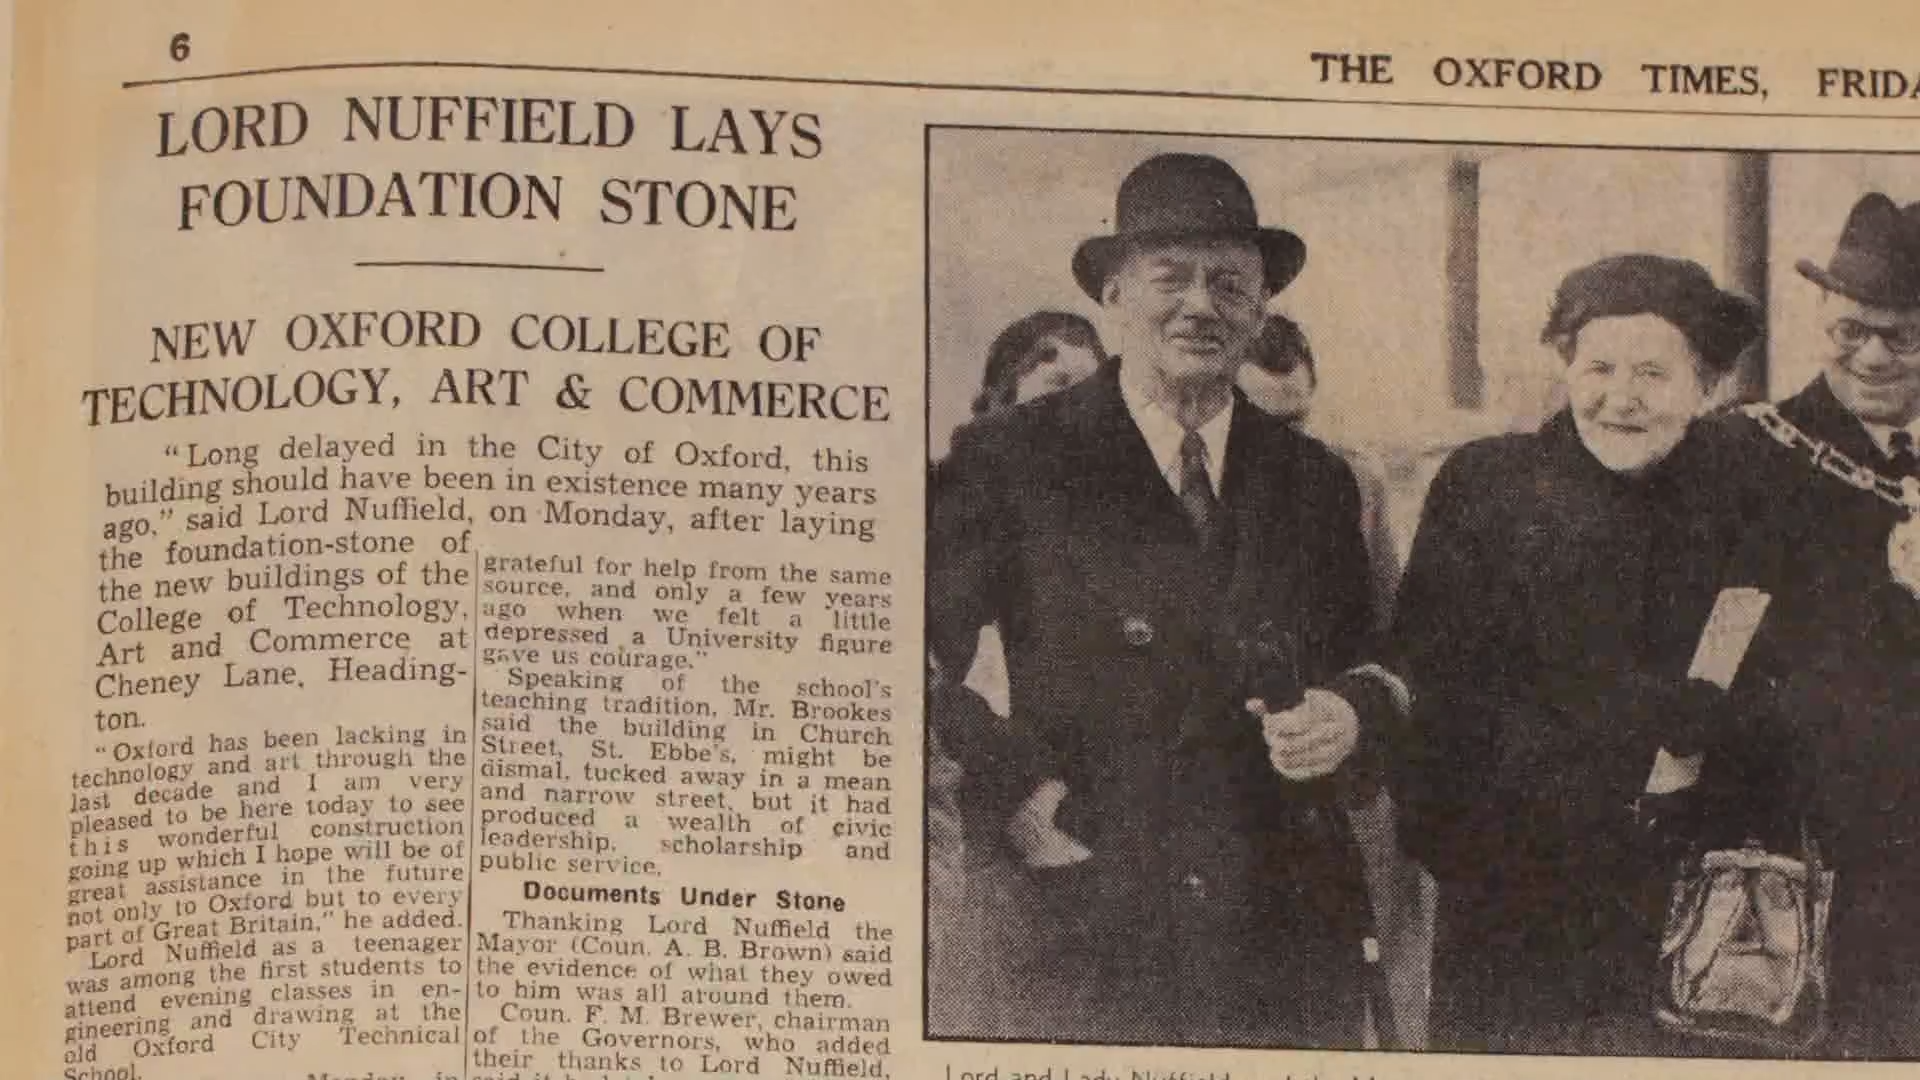 6
THE OXFORD TIMES,
LORD NUFFIELD LAYS
FOUNDATION STONE
NEW OXFORD COLLEGE OF
TECHNOLOGY, ART & COMMERCE
“Long delayed in the City of Oxford, this
building should have been in existence many years
ago,” said Lord Nuffield, on Monday, after laying
the foundation-stone of
the new buildings of the
College of Technology,
Art and Commerce at
Cheney Lane, Heading-
ton.
“Oxford has been lacking in
technology and art through the
last decade and I am very
pleased to be here today to see
this wonderful construction
going up which I hope will be of
great assistance in the future
not only to Oxford but to every
part of Great Britain,” he added.
Lord Nuffield as a teenager
was among the first students to
attend evening classes in en-
gineering and drawing at the
old Oxford City Technical
School.
Monday in
grateful for help from the same
source, and only a few years
ago when we felt a little
depressed a University figure
gave us courage.”
Speaking of the school's
teaching tradition, Mr. Brookes
said the building in Church
Street, St. Ebbe's, might be
dismal, tucked away in a mean
and narrow street, but it had
produced a wealth of civic
leadership, scholarship and
public service.
Documents Under Stone
Thanking Lord Nuffield the
Mayor (Coun. A. B. Brown) said
the evidence of what they owed
to him was all around them.
Coun. F. M. Brewer, chairman
of the Governors, who added
their thanks to Lord Nuffield,
Lord and Lady Nuffield